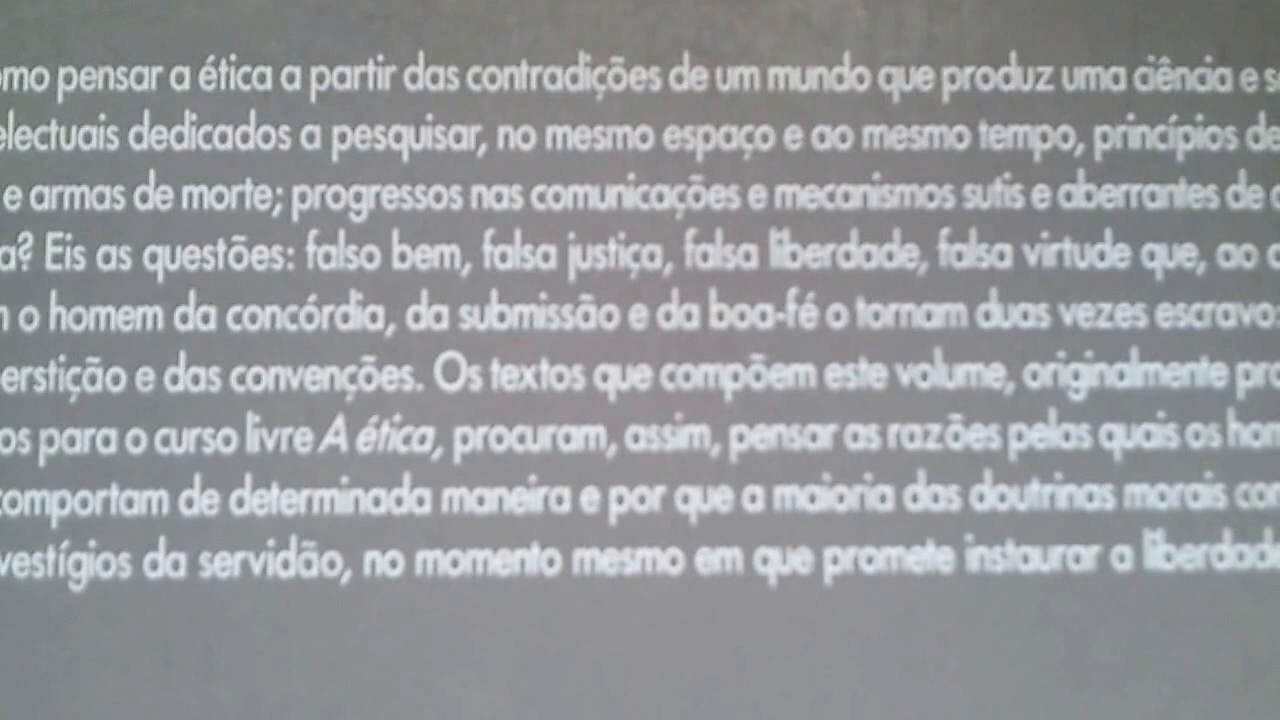 omo pensar a ética a partir das contradições de um mundo que produz uma ciência e s
electuais dedicados a pesquisar, no mesmo espaço e ao mesmo tempo, princípios de
e armas de morte; progressos nas comunicações e mecanismos sutis e aberrantes de
a? Eis as questões: falso bem, falsa justiça, falsa liberdade, falsa virtude que, ao
o homem da concórdia, da submissão e da boa-fé o tornam duas vezes escravo
erstição e das convenções. Os textos que compõem este volume, originalmente pro
os para o curso livre A ética, procuram, assim, pensar as razões pelas quais os hom
comportam de determinada maneira e por que a maioria das doutrinas morais con
vestígios da servidão, no momento mesmo em que promete instaurar a liberdade